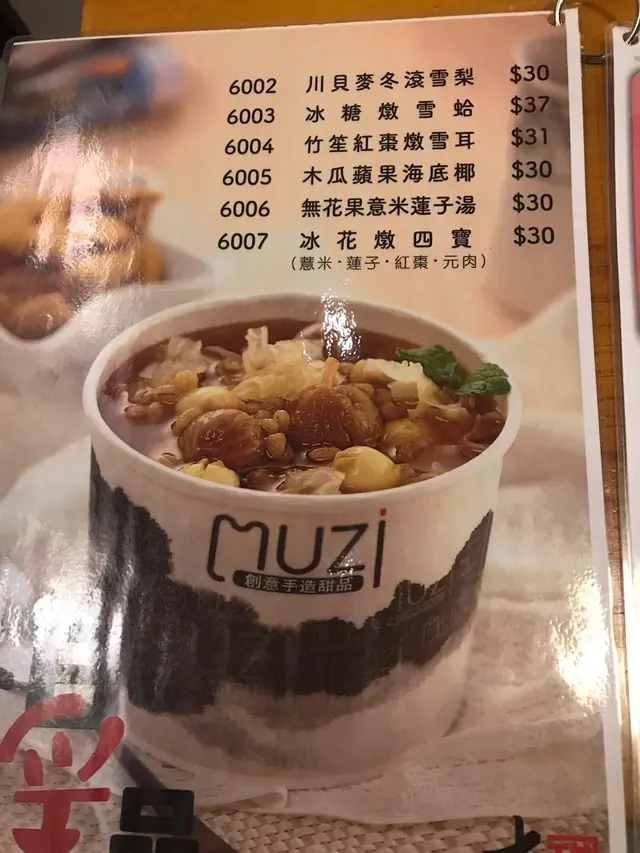 6002 川貝麥冬滾雪梨 $30
6003 冰糖燉雪蛤 $37
6004 竹笙紅棗燉雪耳 $31
6005 木瓜蘋果海底椰 $30
6006 無花果意米蓮子湯 $30
6007 冰花燉四寶 $30
(薏米·蓮子·紅棗·元肉)
MUZi
創意手造甜品
品